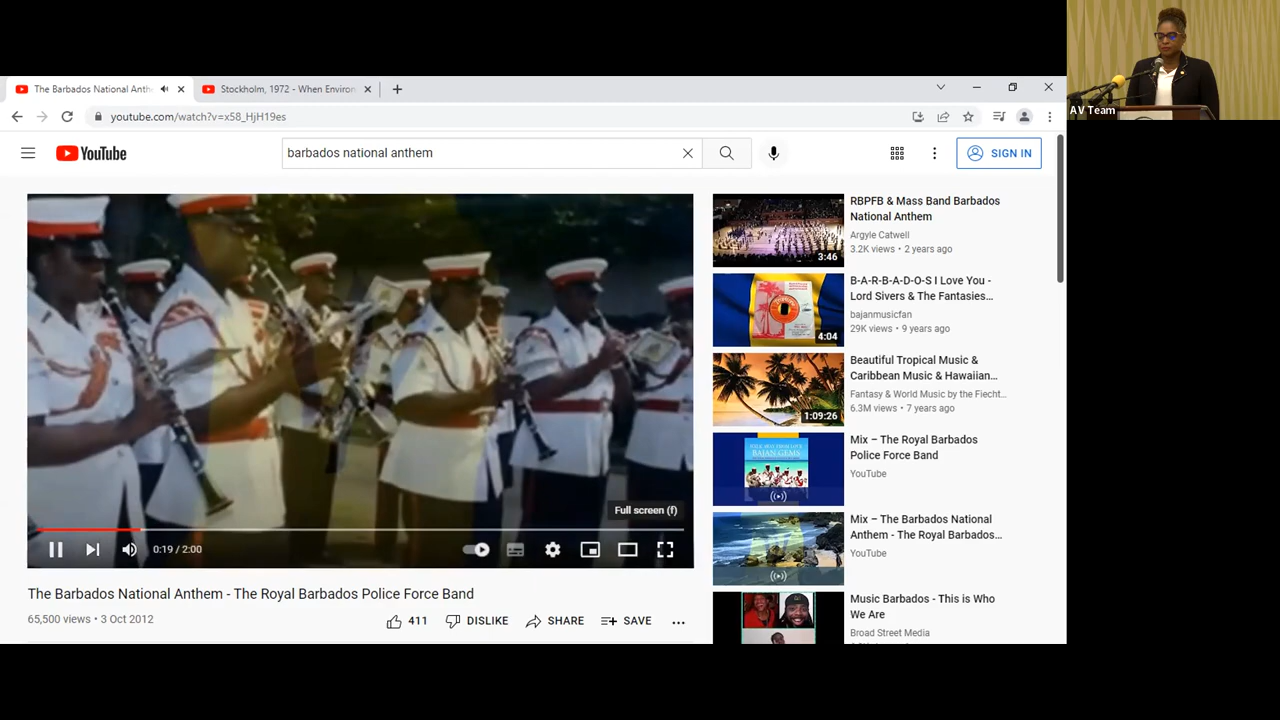 AV Team
The Barbados National Anth
Stockholm, 1972 - When Environ
youtube.com/watch?v=x58_HjH19es
YouTube
barbados national anthem
SIGN IN
RBPFB & Mass Band Barbados
National Anthem
Argyle Catwell
3.2K views • 2 years ago
3:46
B-A-R-B-A-D-O-S I Love You -
Lord Sivers & The Fantasies...
bajanmusicfan
29K views • 9 years ago
4:04
Beautiful Tropical Music &
Caribbean Music & Hawaiian...
Fantasy & World Music by the Fiecht...
6.3M views • 7 years ago
1:09:26
Mix – The Royal Barbados
Police Force Band
YouTube
BAJAN GEMS
Mix – The Barbados National
Anthem - The Royal Barbados...
YouTube
Music Barbados - This is Who
We Are
Broad Street Media
Full screen (f)
0:19 / 2:00
The Barbados National Anthem - The Royal Barbados Police Force Band
65,500 views • 3 Oct 2012
411
DISLIKE
SHARE
SAVE